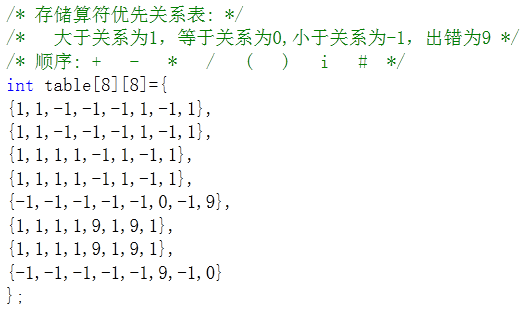 /* 存储算符优先关系表: */
/* 大于关系为1，等于关系为0,小于关系为-1，出错为9 */
/* 顺序: + - * / ( ) i # */
int table[8][8]={
{1,1,-1,-1,-1,1,-1,1},
{1,1,-1,-1,-1,1,-1,1},
{1,1,1,1,-1,1,-1,1},
{1,1,1,1,-1,1,-1,1},
{-1,-1,-1,-1,-1,0,-1,9},
{1,1,1,1,9,1,9,1},
{1,1,1,1,9,1,9,1},
{-1,-1,-1,-1,-1,9,-1,0}
};